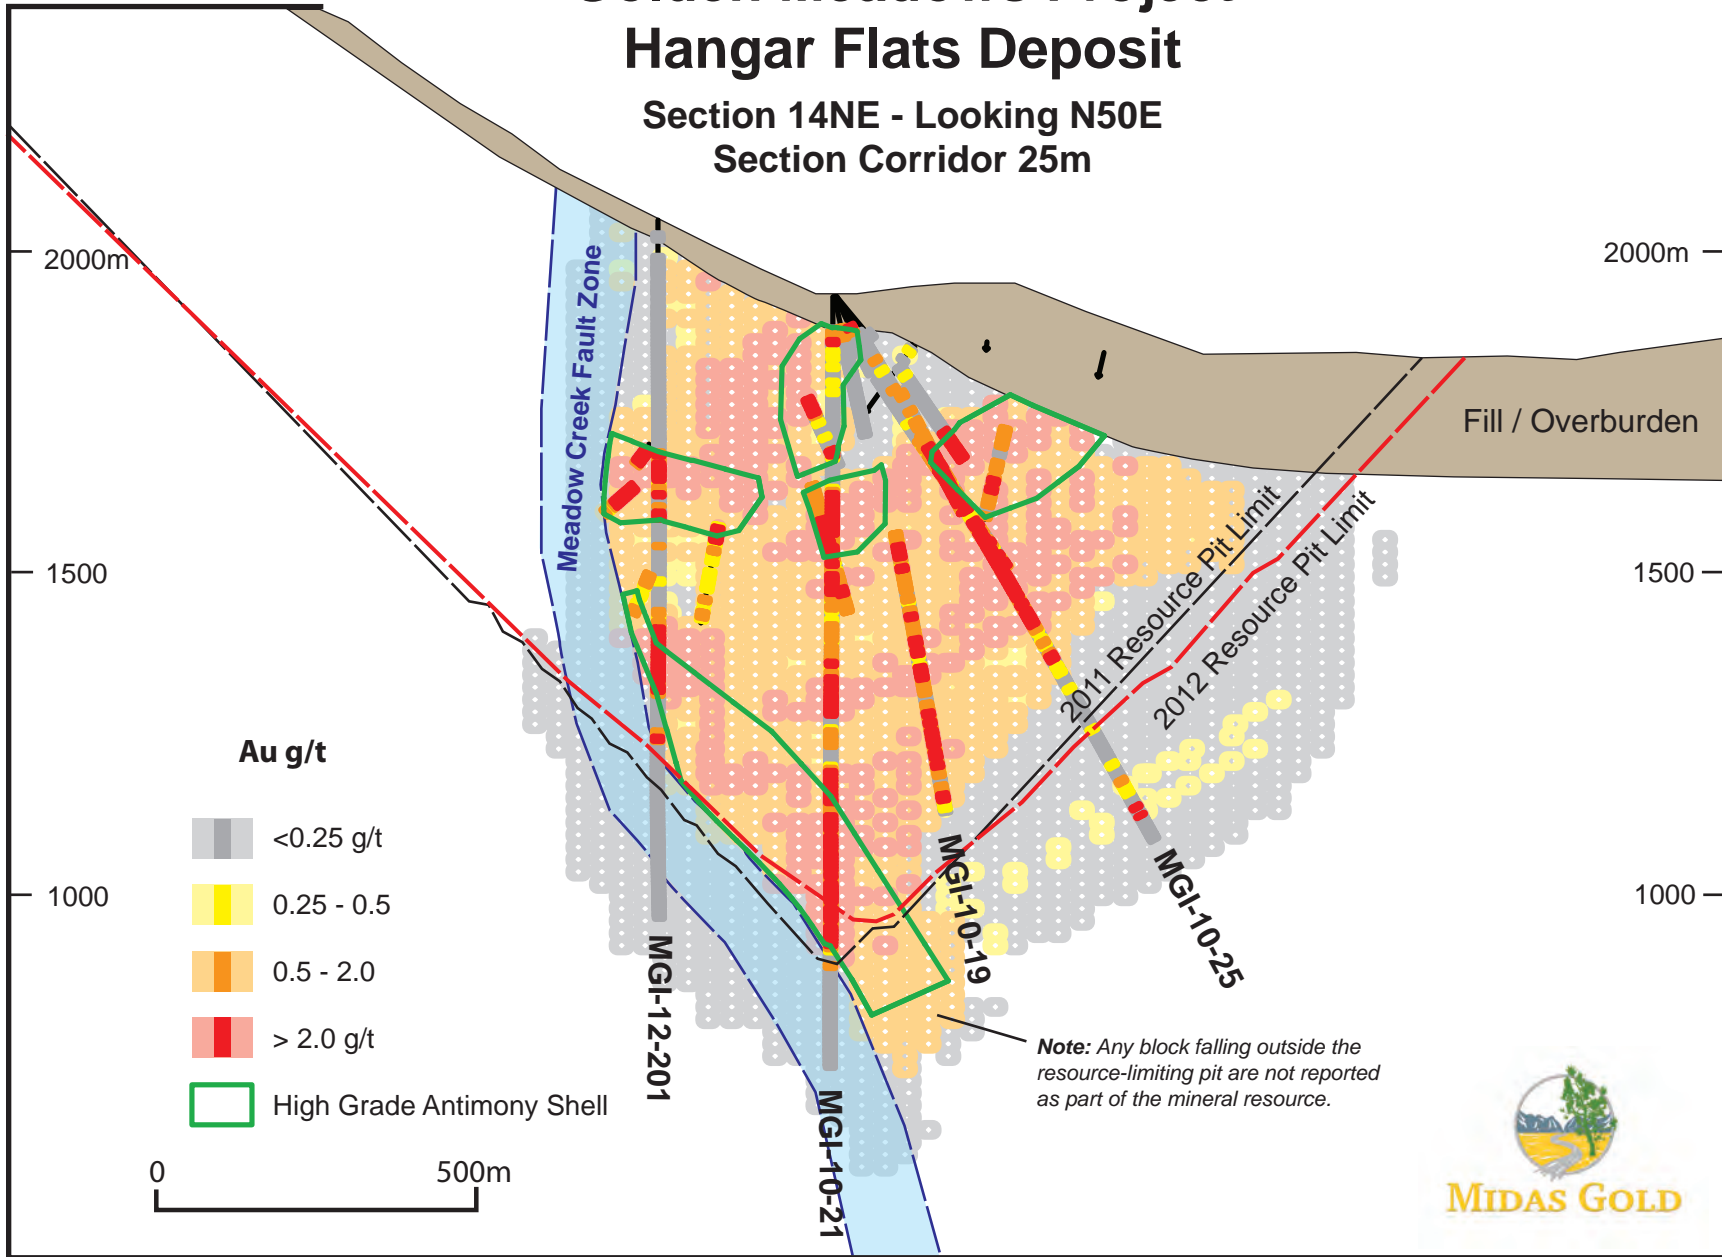 Golden Meadows Project
Hangar Flats Deposit
Section 14NE - Looking N50E
Section Corridor 25m
2000m
2000m
Meadow Creek Fault Zone
Fill / Overburden
1500
1500
2011 Resource Pit Limit
2012 Resource Pit Limit
1000
1000
Au g/t
<0.25 g/t
0.25 - 0.5
0.5 - 2.0
> 2.0 g/t
High Grade Antimony Shell
0 500m
MGI-12-201
MGI-10-21
MGI-10-19
MGI-10-25
Note: Any block falling outside the
resource-limiting pit are not reported
as part of the mineral resource.
MIDAS GOLD